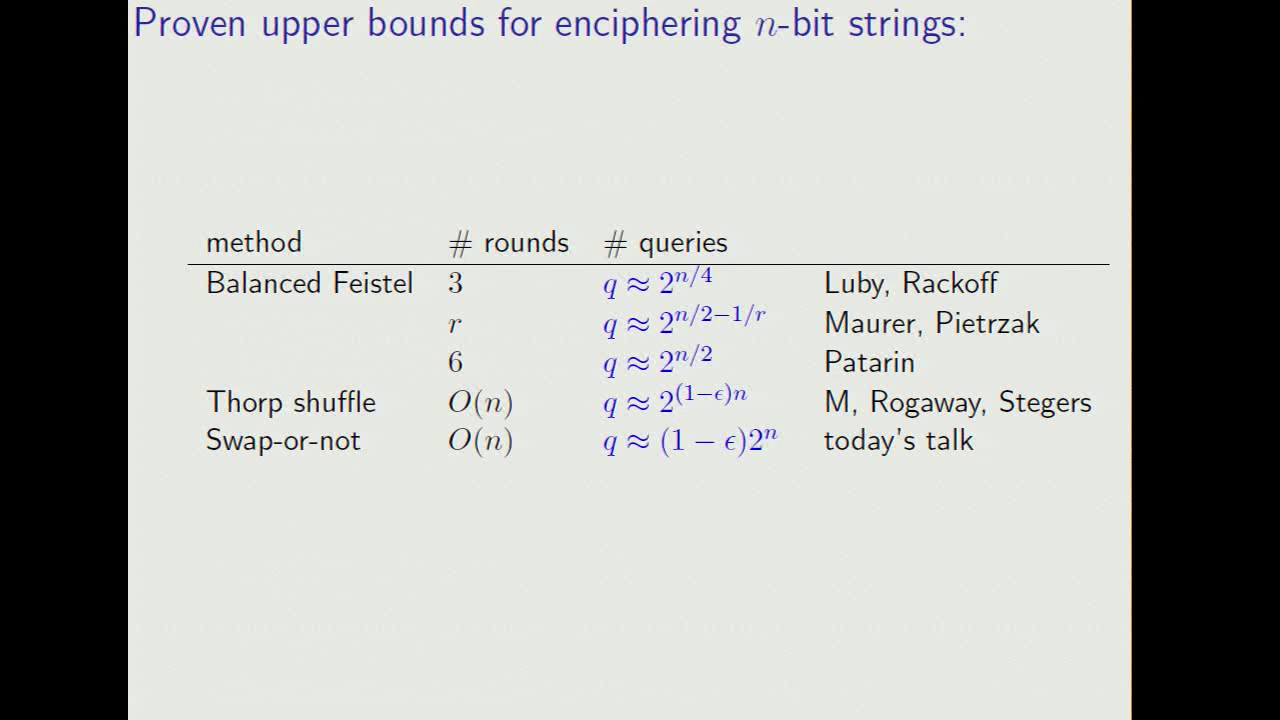 Proven upper bounds for enciphering n-bit strings:
method # rounds # queries
Balanced Feistel 3 q ≈ 2^{n/4} Luby, Rackoff
r q ≈ 2^{n/2−1/r} Maurer, Pietrzak
6 q ≈ 2^{n/2} Patarin
Thorp shuffle O(n) q ≈ 2^{(1−ϵ)n} M, Rogaway, Stegers
Swap-or-not O(n) q ≈ (1 − ϵ)2^n today's talk